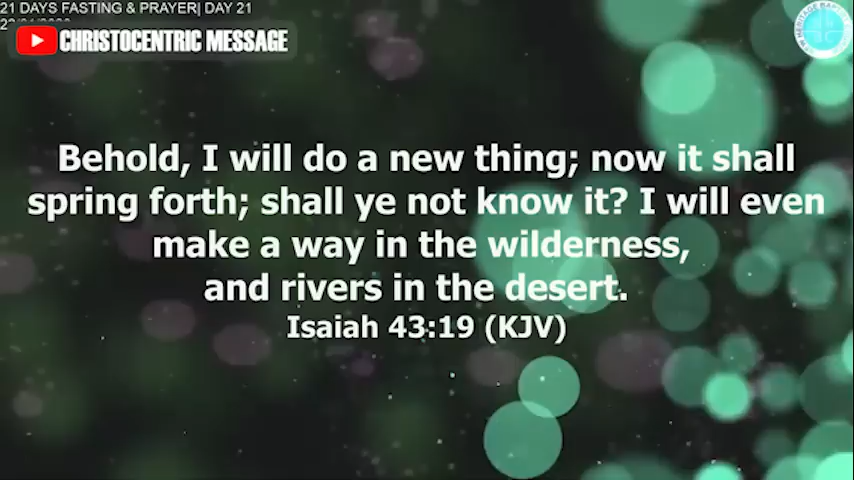 21 DAYS FASTING & PRAYER| DAY 21
CHRISTOCENTRIC MESSAGE
Behold, I will do a new thing; now it shall
spring forth; shall ye not know it? I will even
make a way in the wilderness,
and rivers in the desert.
Isaiah 43:19 (KJV)